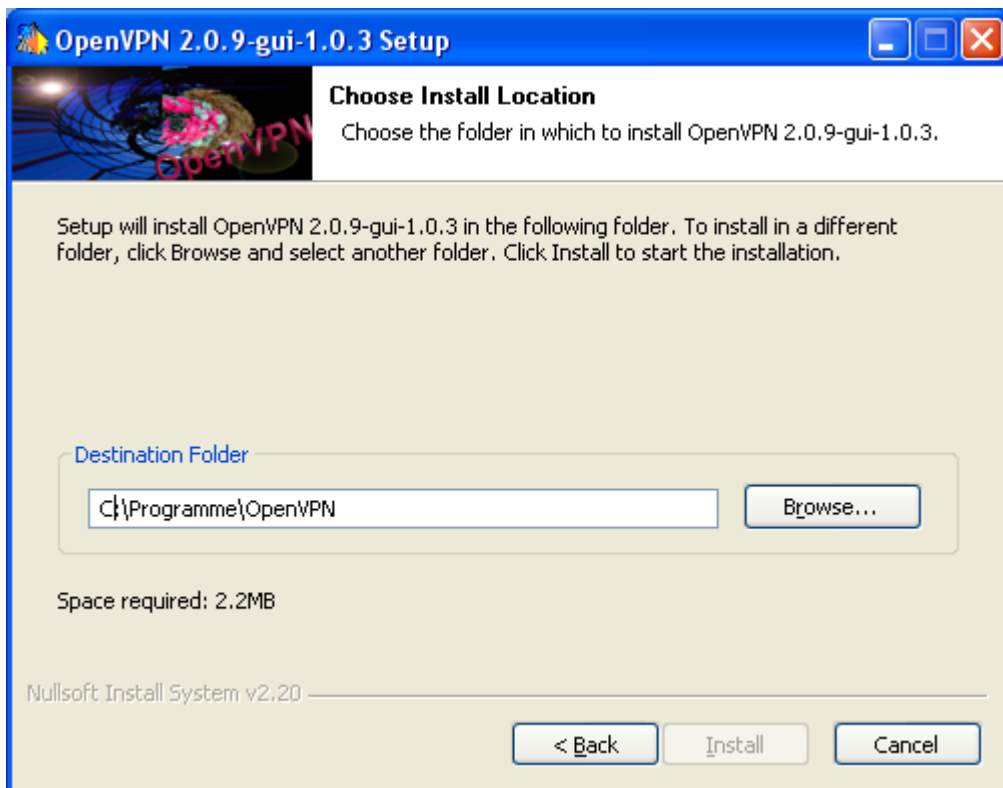 OpenVPN 2.0.9-gui-1.0.3 Setup
OpenVPN
Choose Install Location
Choose the folder in which to install OpenVPN 2.0.9-gui-1.0.3.
Setup will install OpenVPN 2.0.9-gui-1.0.3 in the following folder. To install in a different
folder, click Browse and select another folder. Click Install to start the installation.
Destination Folder
C:\Programme\OpenVPN
Browse...
Space required: 2.2MB
Nullsoft Install System v2.20
< Back
Install
Cancel